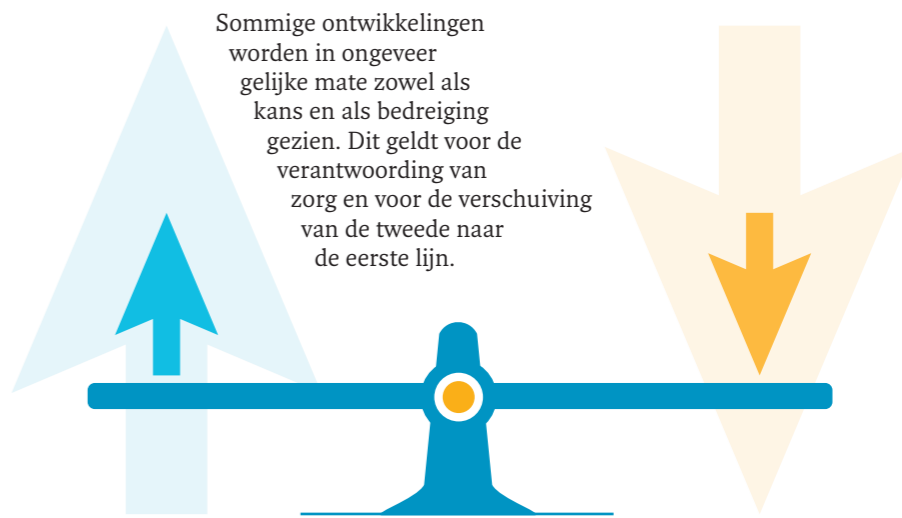 Sommige ontwikkelingen
worden in ongeveer
gelijke mate zowel als
kans en als bedreiging
gezien. Dit geldt voor de
verantwoording van
zorg en voor de verschuiving
van de tweede naar
de eerste lijn.